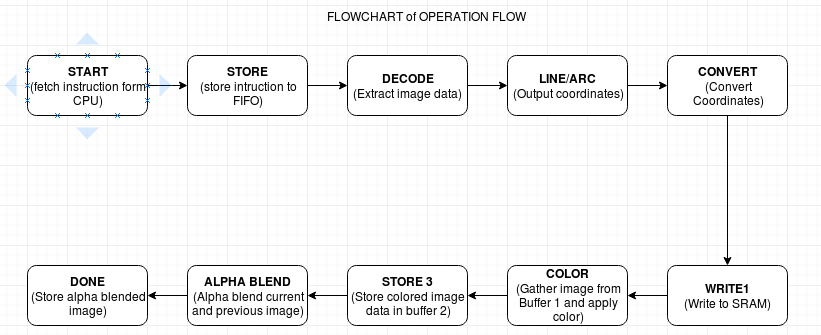 FLOWCHART of OPERATION FLOW
START
(fetch instruction form
CPU)
STORE
(store intruction to
FIFO)
DECODE
(Extract image data)
LINE/ARC
(Output coordinates)
CONVERT
(Convert
Coordinates)
DONE
(Store alpha blended
image)
ALPHA BLEND
(Alpha blend current
and previous image)
STORE 3
(Store colored image
data in buffer 2)
COLOR
(Gather image from
Buffer 1 and apply
color)
WRITE1
(Write to SRAM)